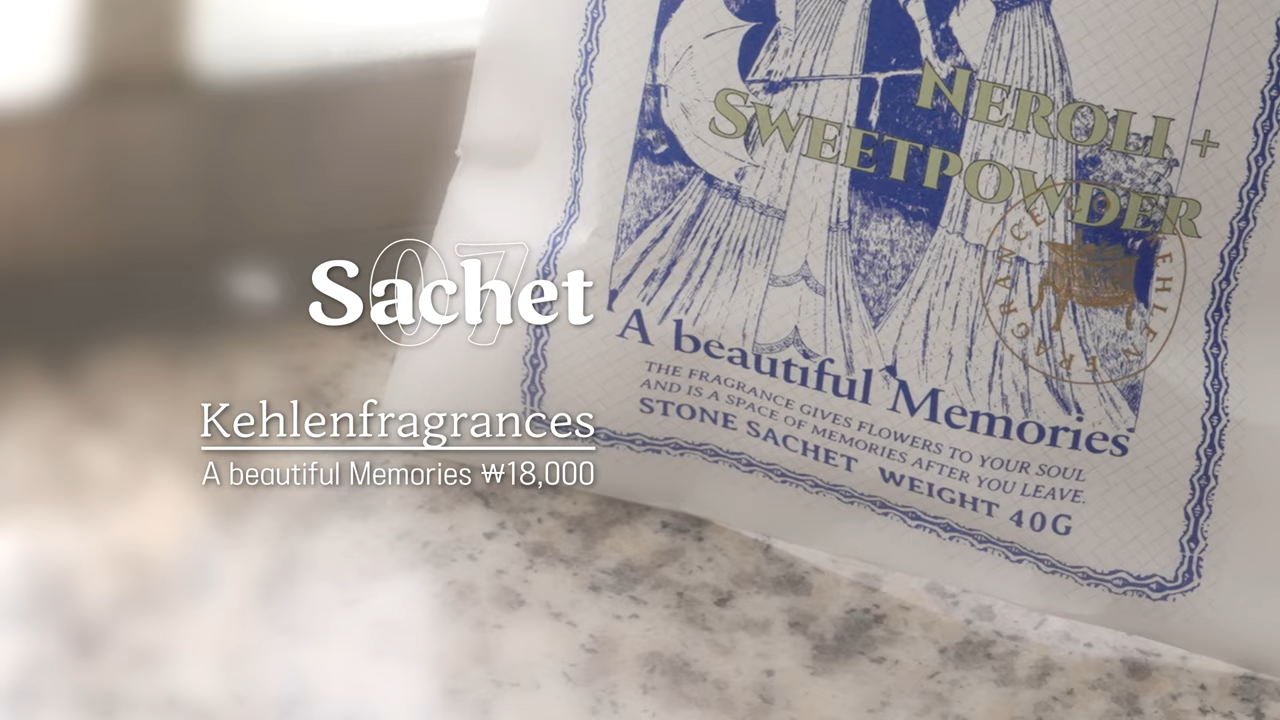 07
Sachet
Kehlenfragrances
A beautiful Memories ₩18,000
NEROLI +
SWEETPOWDER
KEHLEN FRAGRANCE
A beautiful Memories
THE FRAGRANCE GIVES FLOWERS TO YOUR SOUL
AND IS A SPACE OF MEMORIES AFTER YOU LEAVE.
STONE SACHET WEIGHT 40G